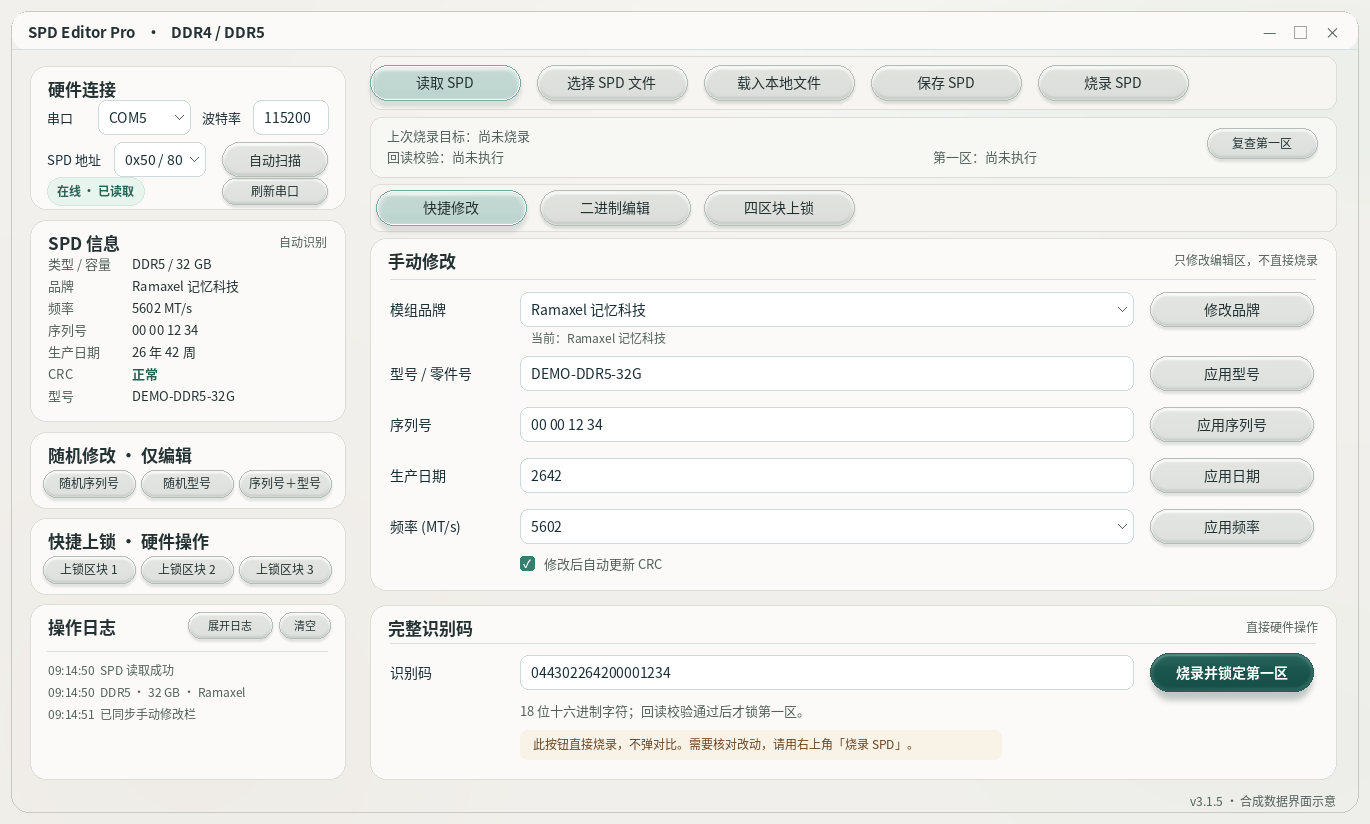 SPD Editor Pro • DDR4 / DDR5
硬件连接
串口 COM5 波特率 115200
SPD 地址 0x50 / 80 自动扫描
在线 · 已读取 刷新串口
SPD 信息 自动识别
类型 / 容量 DDR5 / 32 GB
品牌 Ramaxel 记忆科技
频率 5602 MT/s
序列号 00 00 12 34
生产日期 26 年 42 周
CRC 正常
型号 DEMO-DDR5-32G
随机修改 · 仅编辑
随机序列号 随机型号 序列号＋型号
快捷上锁 · 硬件操作
上锁区块 1 上锁区块 2 上锁区块 3
操作日志 展开日志 清空
09:14:50 SPD 读取成功
09:14:50 DDR5 · 32 GB · Ramaxel
09:14:51 已同步手动修改栏
读取 SPD 选择 SPD 文件 载入本地文件 保存 SPD 烧录 SPD
上次烧录目标：尚未烧录
回读校验：尚未执行 第一区：尚未执行 复查第一区
快捷修改 二进制编辑 四区块上锁
手动修改 只修改编辑区，不直接烧录
模组品牌 Ramaxel 记忆科技 修改品牌
当前：Ramaxel 记忆科技
型号 / 零件号 DEMO-DDR5-32G 应用型号
序列号 00 00 12 34 应用序列号
生产日期 2642 应用日期
频率 (MT/s) 5602 应用频率
修改后自动更新 CRC
完整识别码 直接硬件操作
识别码 044302264200001234 烧录并锁定第一区
18 位十六进制字符；回读校验通过后才锁第一区。
此按钮直接烧录，不弹对比。需要核对改动，请用右上角「烧录 SPD」。
v3.1.5 · 合成数据界面示意